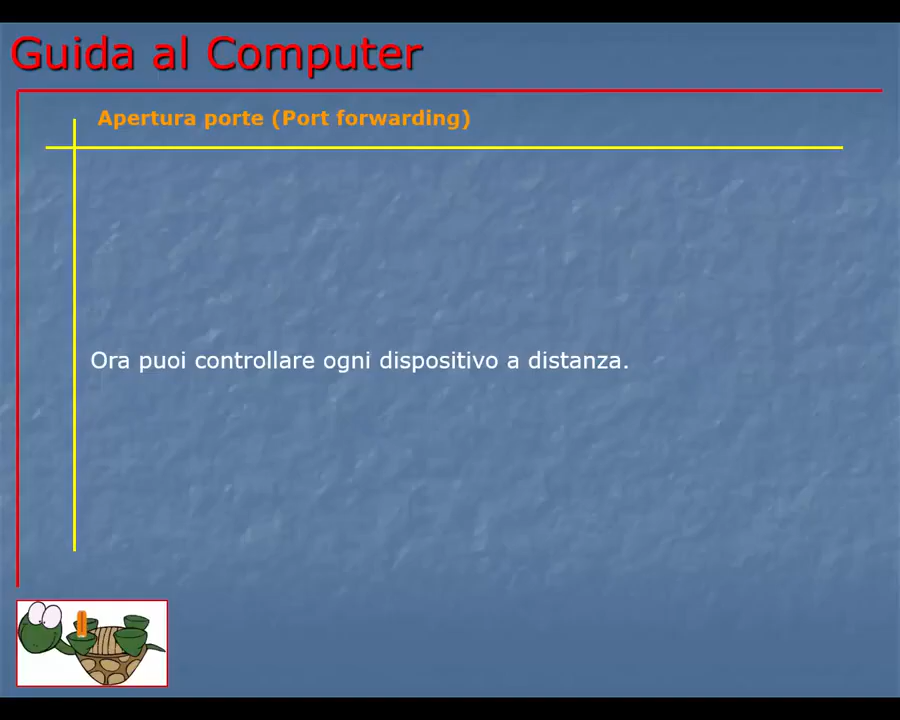 Guida al Computer
Apertura porte (Port forwarding)
Ora puoi controllare ogni dispositivo a distanza.